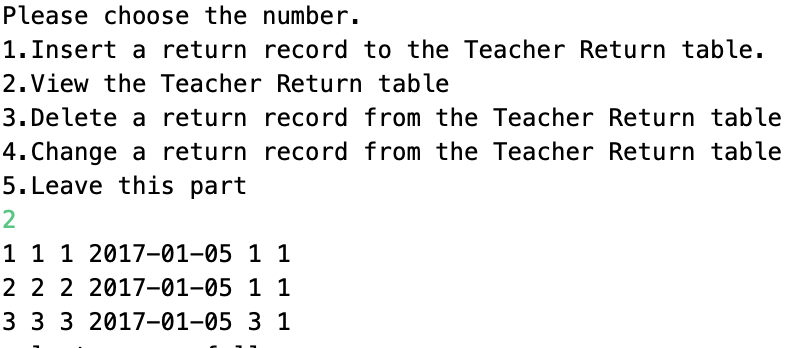 Please choose the number.
1.Insert a return record to the Teacher Return table.
2.View the Teacher Return table
3.Delete a return record from the Teacher Return table
4.Change a return record from the Teacher Return table
5.Leave this part
2
1 1 1 2017-01-05 1 1
2 2 2 2017-01-05 1 1
3 3 3 2017-01-05 3 1